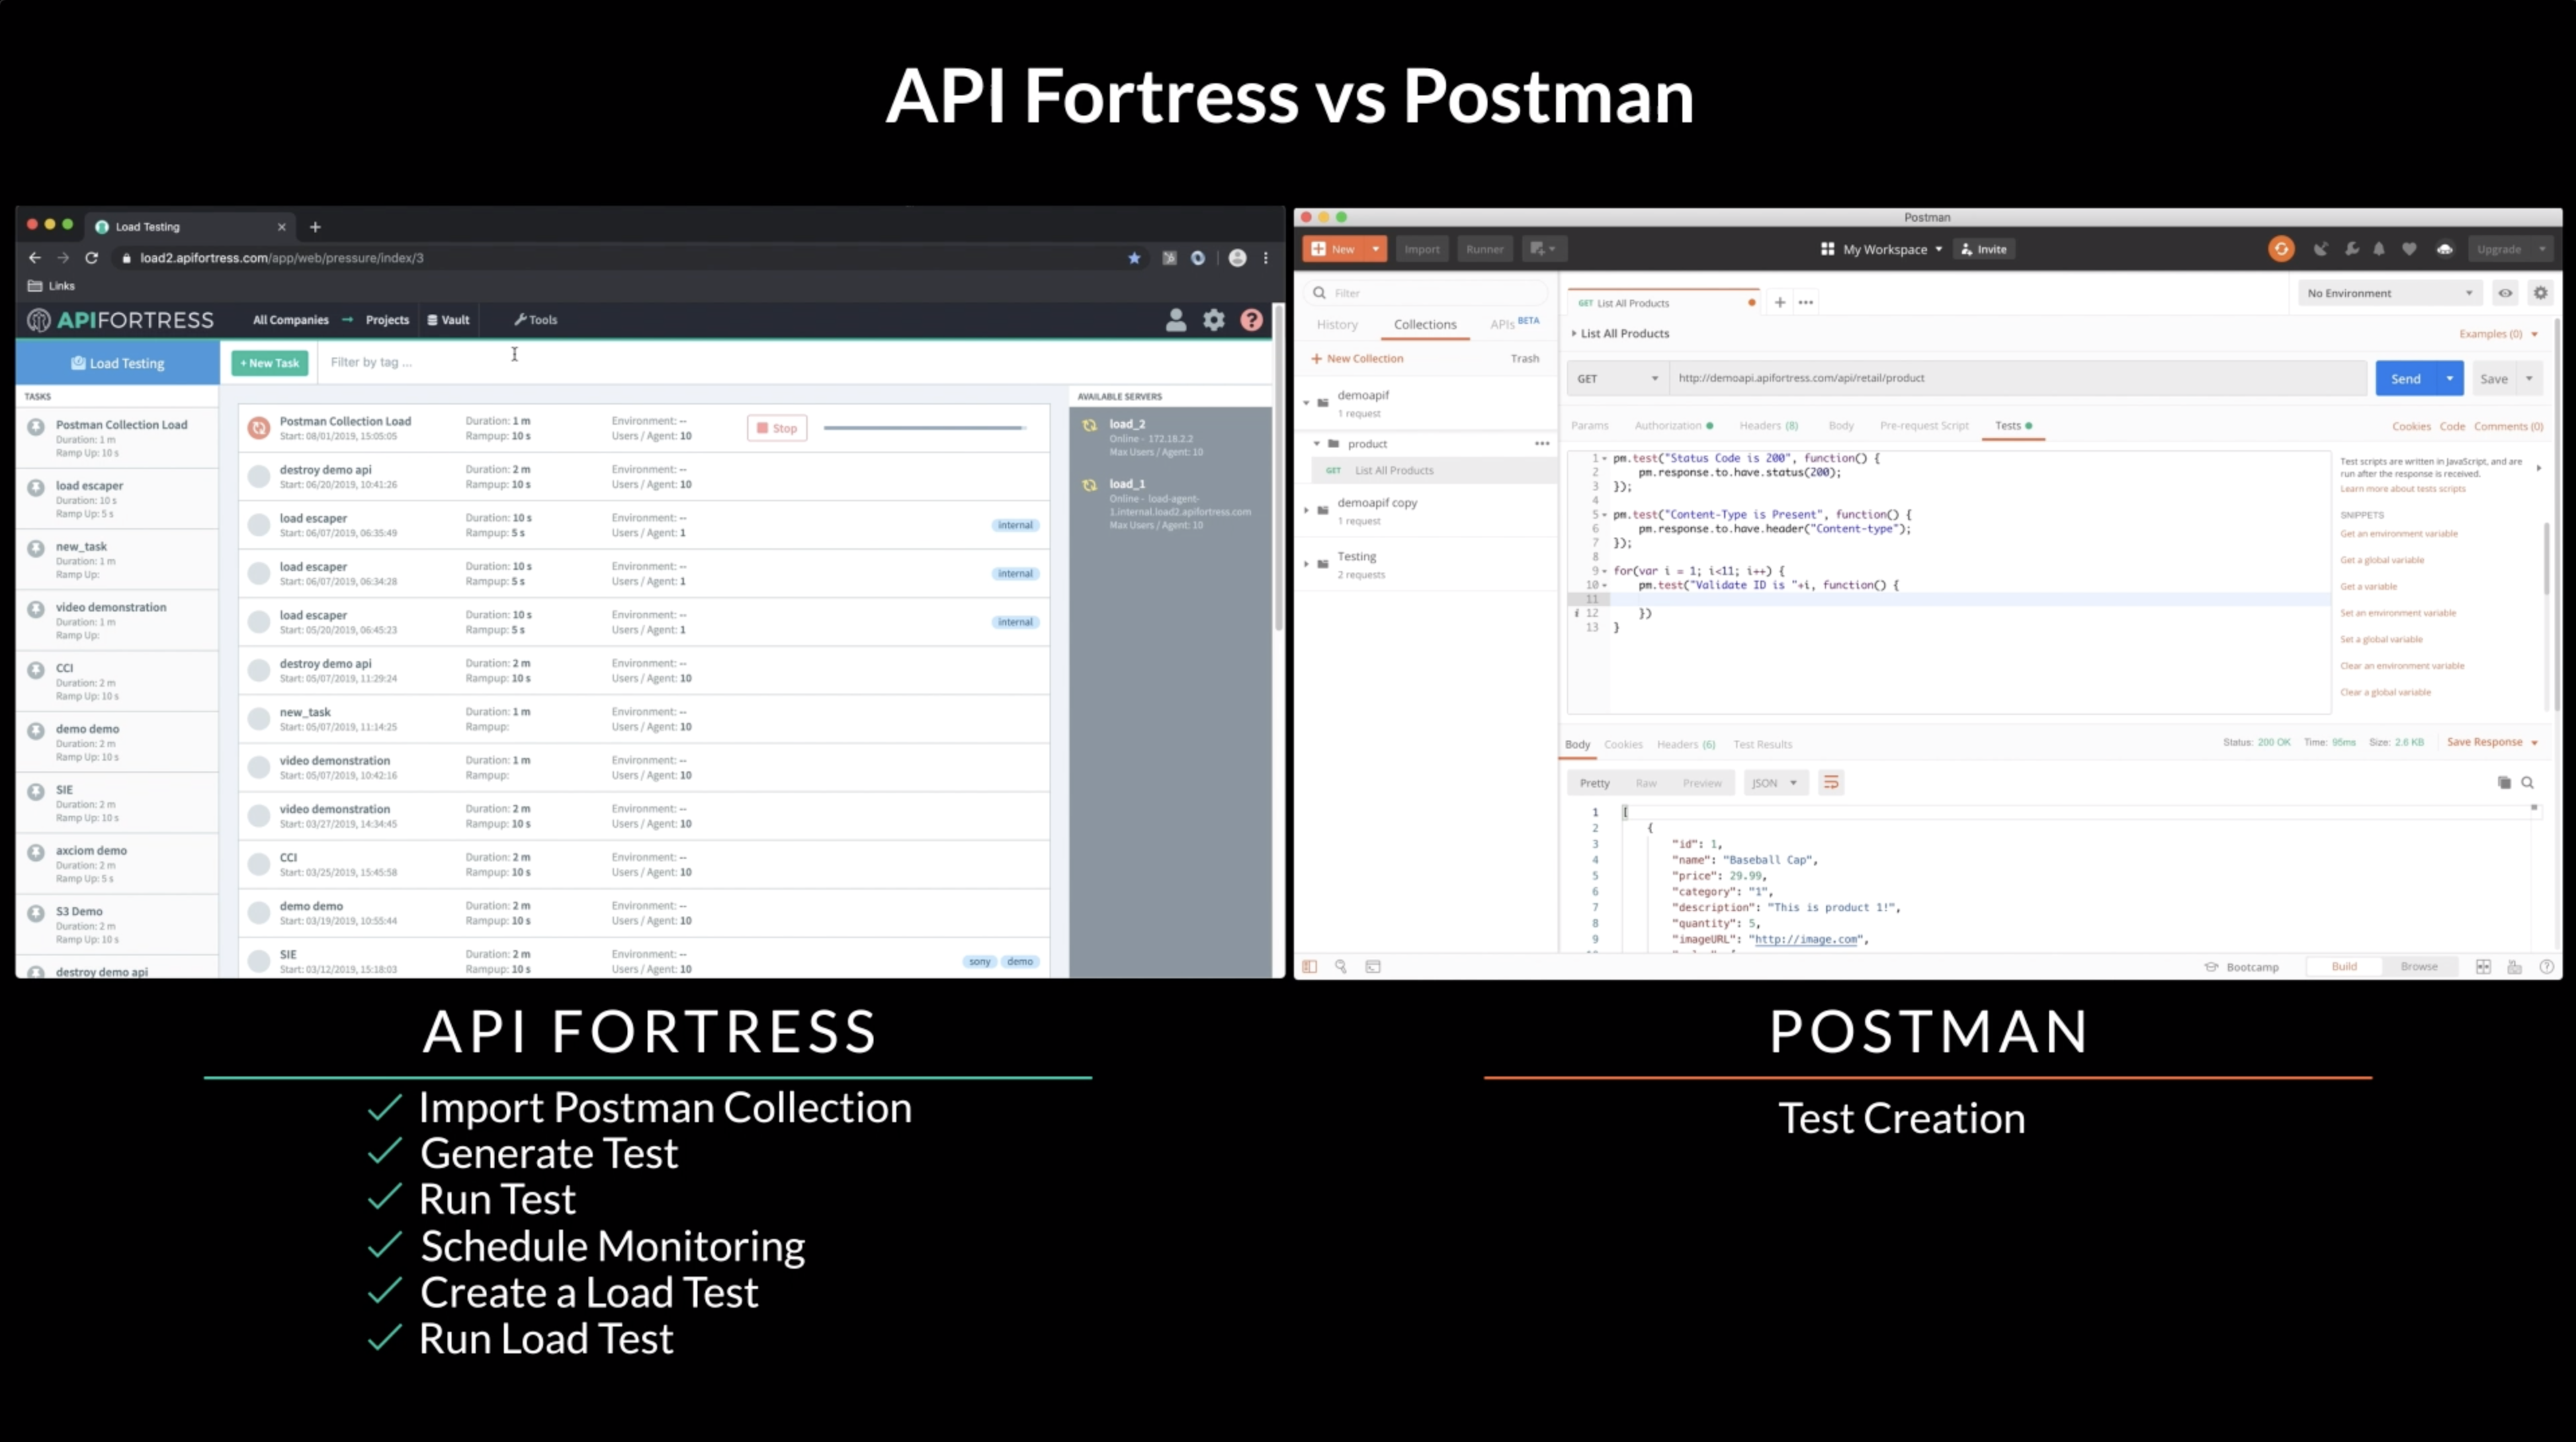 API Fortress vs Postman
Load Testing
load2.apifortress.com/app/web/pressure/index/3
Links
APIFORTRESS
All Companies → Projects Vault Tools
Load Testing
+ New Task
Filter by tag ...
TASKS
Postman Collection Load
Duration: 1 m
Ramp Up: 10 s
load escaper
Duration: 10 s
Ramp Up: 5 s
new_task
Duration: 1 m
Ramp Up:
video demonstration
Duration: 1 m
Ramp Up:
CCI
Duration: 2 m
Ramp Up: 10 s
demo demo
Duration: 2 m
Ramp Up: 10 s
SIE
Duration: 2 m
Ramp Up: 10 s
axciom demo
Duration: 2 m
Ramp Up: 5 s
S3 Demo
Duration: 2 m
Ramp Up: 10 s
destroy demo api
Postman Collection Load Duration: 1 m Environment: --
Start: 08/01/2019, 15:05:05 Rampup: 10 s Users / Agent: 10
Stop
destroy demo api Duration: 2 m Environment: --
Start: 06/20/2019, 10:41:26 Rampup: 10 s Users / Agent: 10
load escaper Duration: 10 s Environment: --
Start: 06/07/2019, 06:35:49 Rampup: 5 s Users / Agent: 1
internal
load escaper Duration: 10 s Environment: --
Start: 06/07/2019, 06:34:28 Rampup: 5 s Users / Agent: 1
internal
load escaper Duration: 10 s Environment: --
Start: 05/20/2019, 06:45:23 Rampup: 5 s Users / Agent: 1
internal
destroy demo api Duration: 2 m Environment: --
Start: 05/07/2019, 11:29:24 Rampup: 10 s Users / Agent: 10
new_task Duration: 1 m Environment: --
Start: 05/07/2019, 11:14:25 Rampup: Users / Agent: 10
video demonstration Duration: 1 m Environment: --
Start: 05/07/2019, 10:42:16 Rampup: Users / Agent: 10
video demonstration Duration: 2 m Environment: --
Start: 03/27/2019, 14:34:45 Rampup: 10 s Users / Agent: 10
CCI Duration: 2 m Environment: --
Start: 03/25/2019, 15:45:58 Rampup: 10 s Users / Agent: 10
demo demo Duration: 2 m Environment: --
Start: 03/19/2019, 10:55:44 Rampup: 10 s Users / Agent: 10
SIE Duration: 2 m Environment: --
Start: 03/12/2019, 15:18:03 Rampup: 10 s Users / Agent: 10
sony demo
AVAILABLE SERVERS
load_2
Online - 172.18.2.2
Max Users / Agent: 10
load_1
Online - load-agent-
1.internal.load2.apifortress.com
Max Users / Agent: 10
Postman
New Import Runner My Workspace Invite Upgrade
Filter
History Collections APIs BETA
+ New Collection Trash
demoapif
1 request
product
GET List All Products
demoapif copy
1 request
Testing
2 requests
GET List All Products + •••
No Environment
List All Products Examples (0)
GET http://demoapi.apifortress.com/api/retail/product Send Save
Params Authorization Headers (8) Body Pre-request Script Tests Cookies Code Comments (0)
1 pm.test("Status Code is 200", function() {
2 pm.response.to.have.status(200);
3 });
4
5 pm.test("Content-Type is Present", function() {
6 pm.response.to.have.header("Content-type");
7 });
8
9 for(var i = 1; i<11; i++) {
10 pm.test("Validate ID is "+i, function() {
11
i 12 })
13 }
Test scripts are written in JavaScript, and are
run after the response is received.
Learn more about tests scripts
SNIPPETS
Get an environment variable
Get a global variable
Get a variable
Set an environment variable
Set a global variable
Clear an environment variable
Clear a global variable
Body Cookies Headers (6) Test Results Status: 200 OK Time: 95ms Size: 2.6 KB Save Response
Pretty Raw Preview JSON
1 [
2 {
3 "id": 1,
4 "name": "Baseball Cap",
5 "price": 29.99,
6 "category": "1",
7 "description": "This is product 1!",
8 "quantity": 5,
9 "imageURL": "http://image.com",
Bootcamp Build Browse
API FORTRESS
Import Postman Collection
Generate Test
Run Test
Schedule Monitoring
Create a Load Test
Run Load Test
POSTMAN
Test Creation